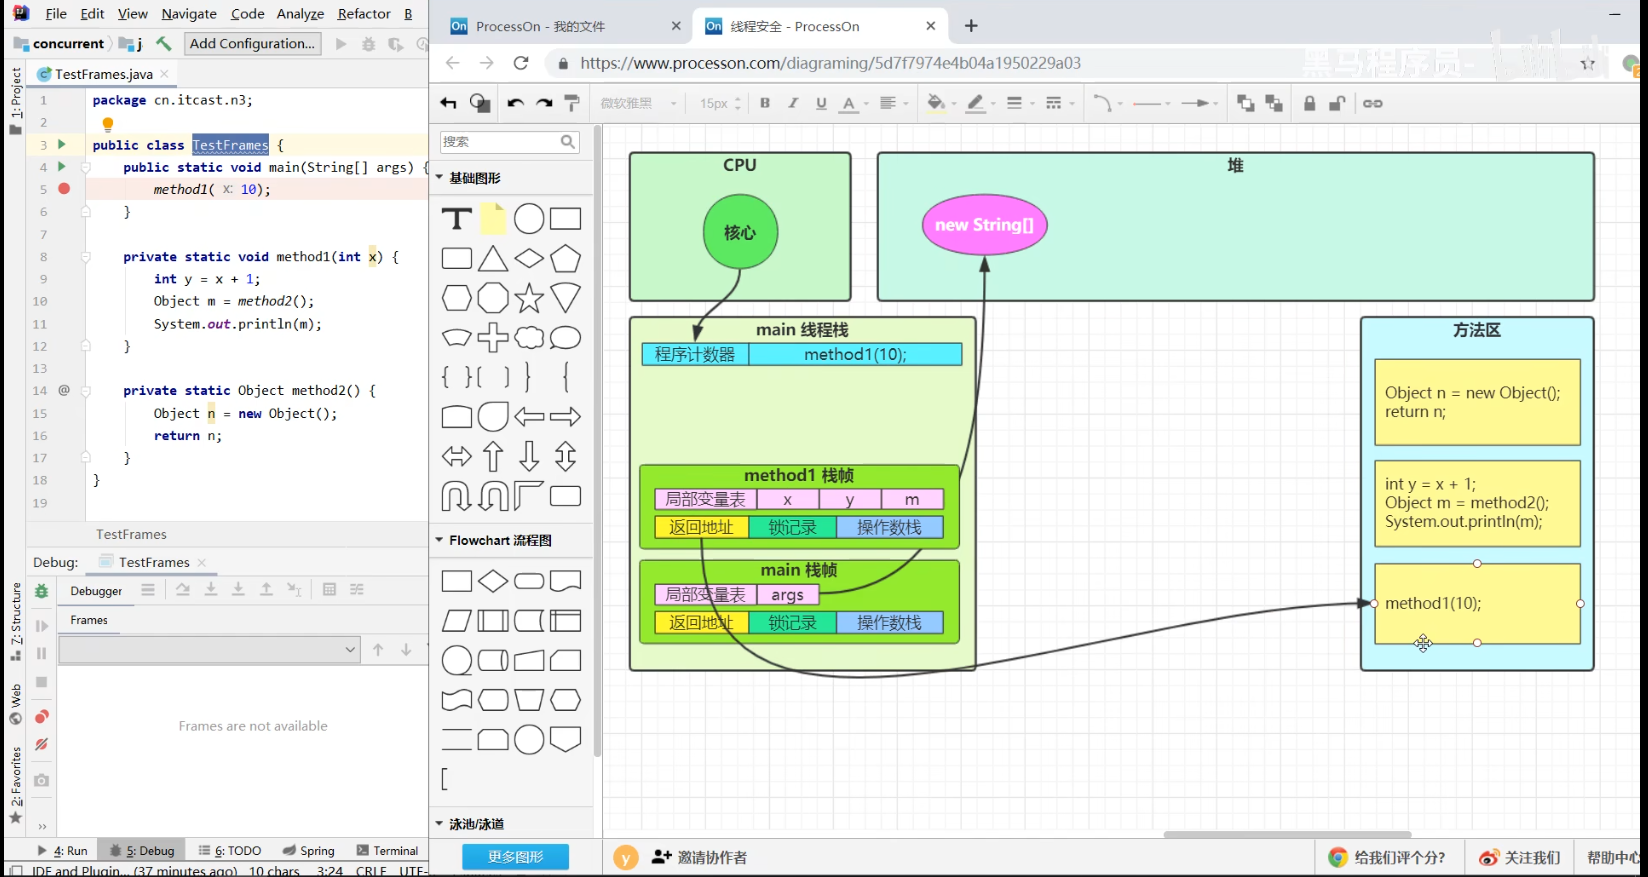 File Edit View Navigate Code Analyze Refactor B
concurrent j Add Configuration...
1: Project
TestFrames.java
1 package cn.itcast.n3;
2
3 public class TestFrames {
4 public static void main(String[] args) {
5 method1( x: 10);
6 }
7
8 private static void method1(int x) {
9 int y = x + 1;
10 Object m = method2();
11 System.out.println(m);
12 }
13
14 @ private static Object method2() {
15 Object n = new Object();
16 return n;
17 }
18 }
19
TestFrames
Debug: TestFrames
Debugger
Frames
Frames are not available
Z: Structure
Web
2: Favorites
4: Run 5: Debug 6: TODO Spring Terminal
IDE and Plugin... (37 minutes ago) 10 chars 3:24 CRLF UTF-
On ProcessOn - 我的文件
On 线程安全 - ProcessOn
https://www.processon.com/diagraming/5d7f7974e4b04a1950229a03
黑马程序员-
微软雅黑 15px B I U A
搜索
基础图形
T
Flowchart 流程图
泳池/泳道
更多图形
CPU
核心
堆
new String[]
main 线程栈
程序计数器 method1(10);
method1 栈帧
局部变量表 x y m
返回地址 锁记录 操作数栈
main 栈帧
局部变量表 args
返回地址 锁记录 操作数栈
方法区
Object n = new Object();
return n;
int y = x + 1;
Object m = method2();
System.out.println(m);
method1(10);
y 邀请协作者
给我们评个分?
关注我们
帮助中心